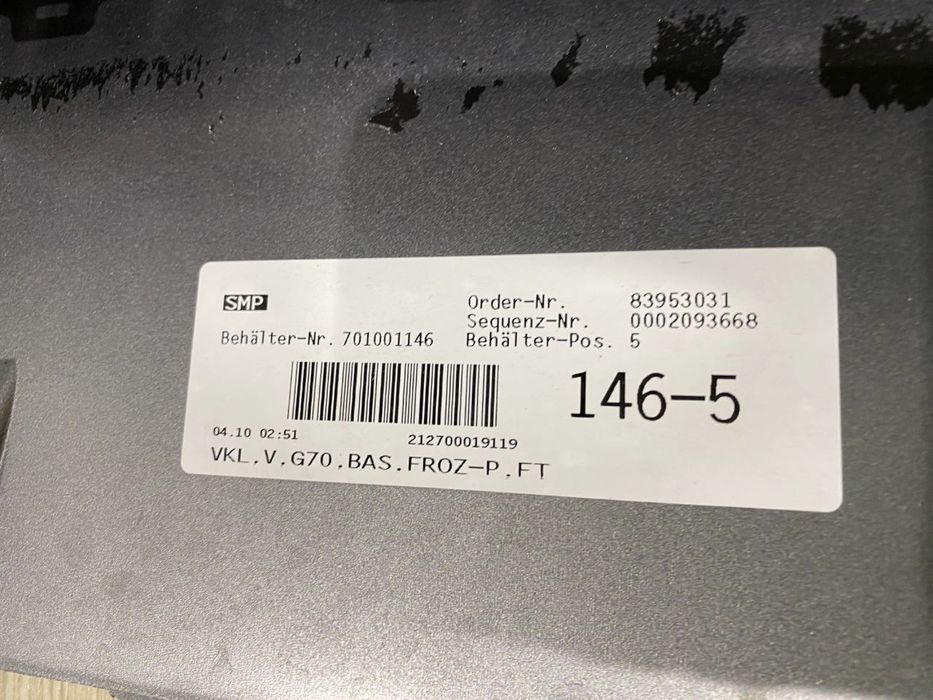 SMP
Order-Nr. 83953031
Sequenz-Nr. 0002093668
Behälter-Nr. 701001146 Behälter-Pos. 5
146-5
04.10 02:51 212700019119
VKL,V,G70,BAS.FROZ-P,FT